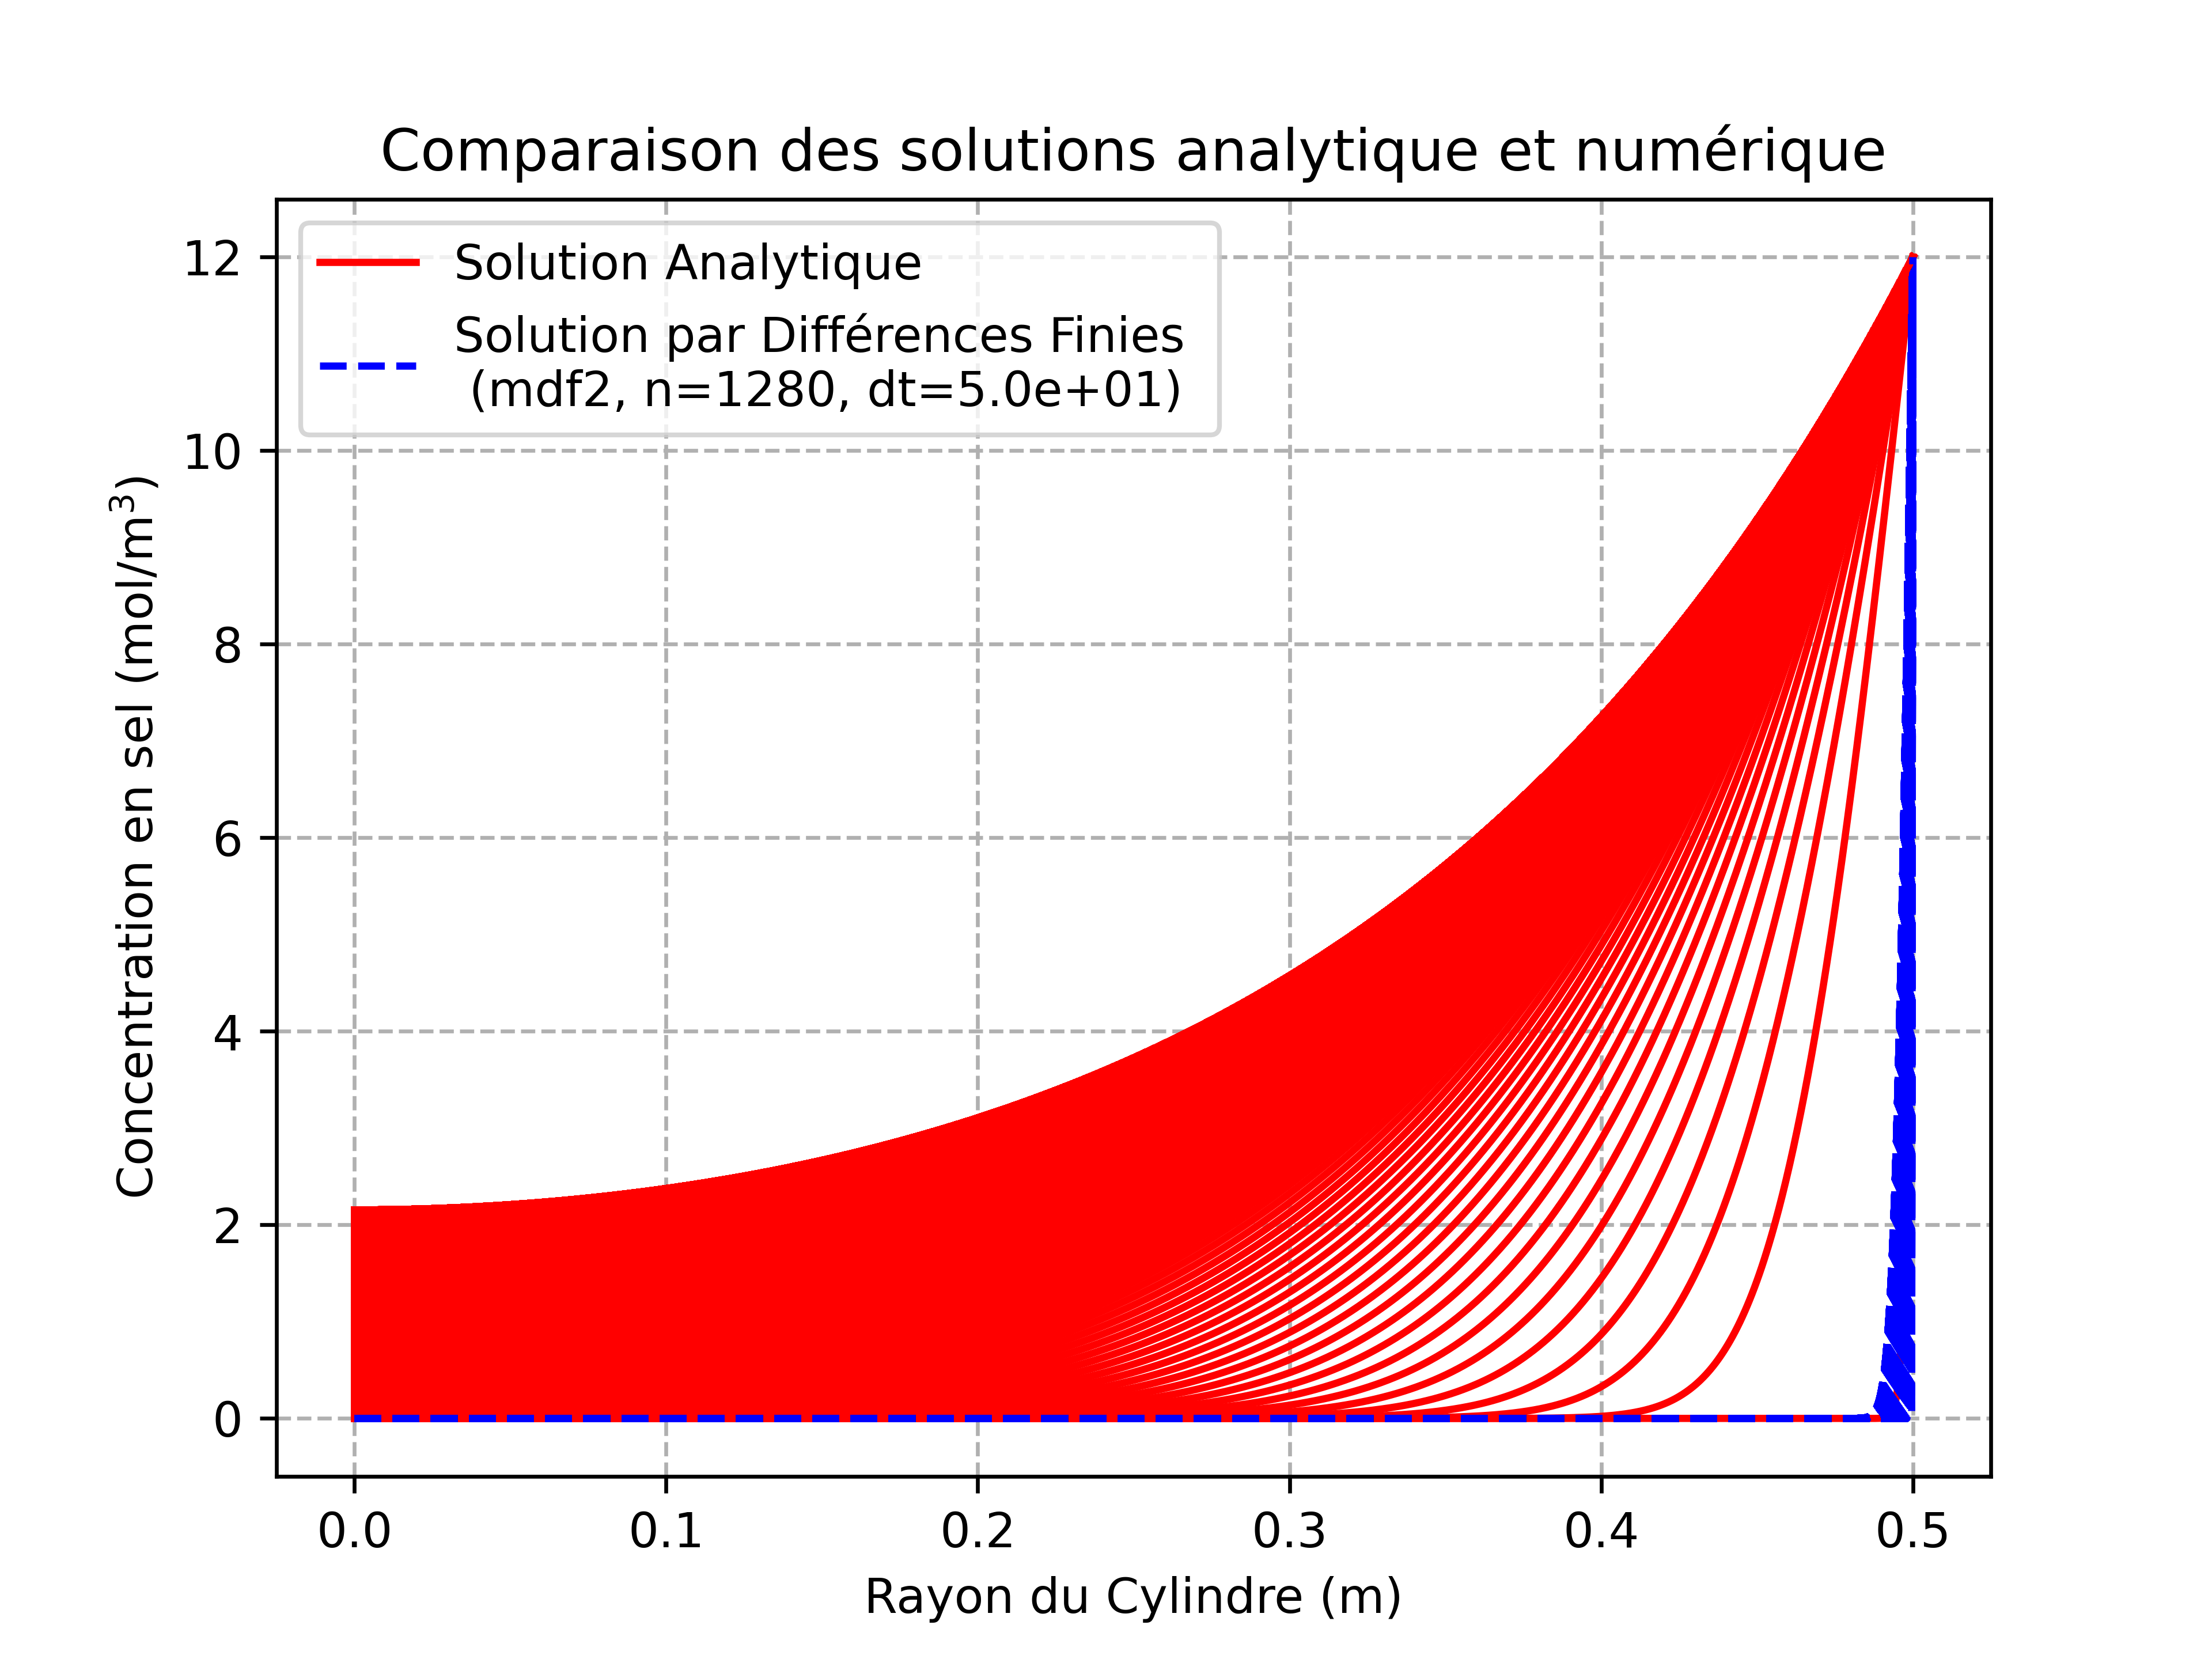 Comparaison des solutions analytique et numérique
Solution Analytique
Solution par Différences Finies
(mdf2, n=1280, dt=5.0e+01)
Concentration en sel (mol/m³)
12
10
8
6
4
2
0
0.0 0.1 0.2 0.3 0.4 0.5
Rayon du Cylindre (m)